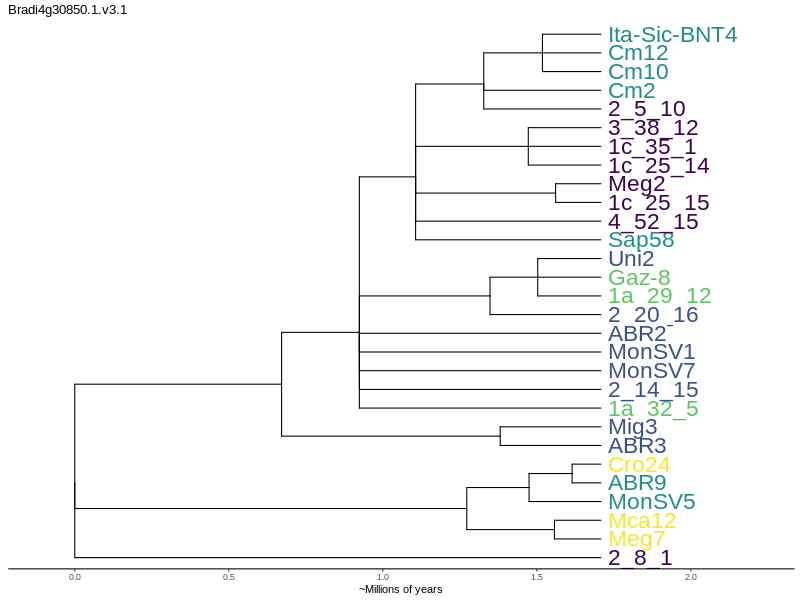 Bradi4g30850.1.v3.1
Ita-Sic-BNT4
Cm12
Cm10
Cm2
2_5_10
3_38_12
1c_35_1
1c_25_14
Meg2
1c_25_15
4_52_15
Sap58
Uni2
Gaz-8
1a_29_12
2_20_16
ABR2
MonSV1
MonSV7
2_14_15
1a_32_5
Mig3
ABR3
Cro24
ABR9
MonSV5
Mca12
Meg7
2_8_1
0.0 0.5 1.0 1.5 2.0
~Millions of years